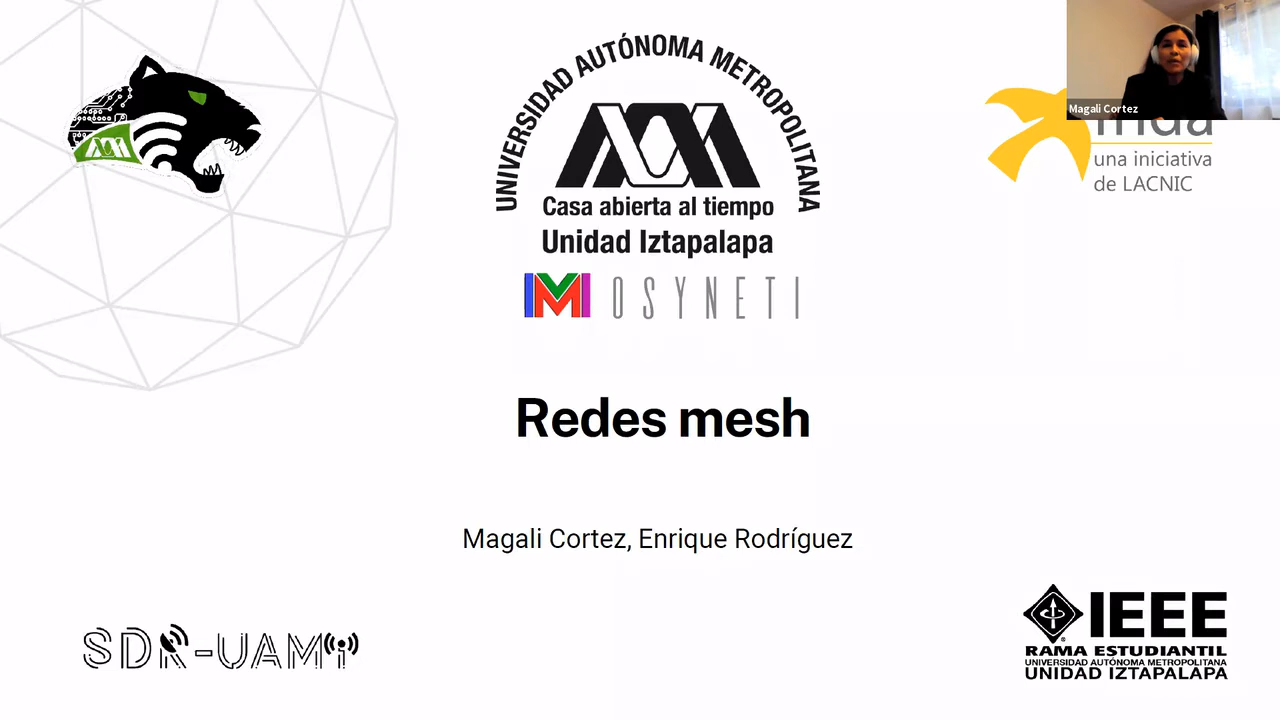 UNIVERSIDAD AUTÓNOMA METROPOLITANA
Casa abierta al tiempo
Unidad Iztapalapa
OSYNETI
Magali Cortez
una iniciativa
de LACNIC
Redes mesh
Magali Cortez, Enrique Rodríguez
SDR-UAMi
IEEE
RAMA ESTUDIANTIL
UNIVERSIDAD AUTÓNOMA METROPOLITANA
UNIDAD IZTAPALAPA